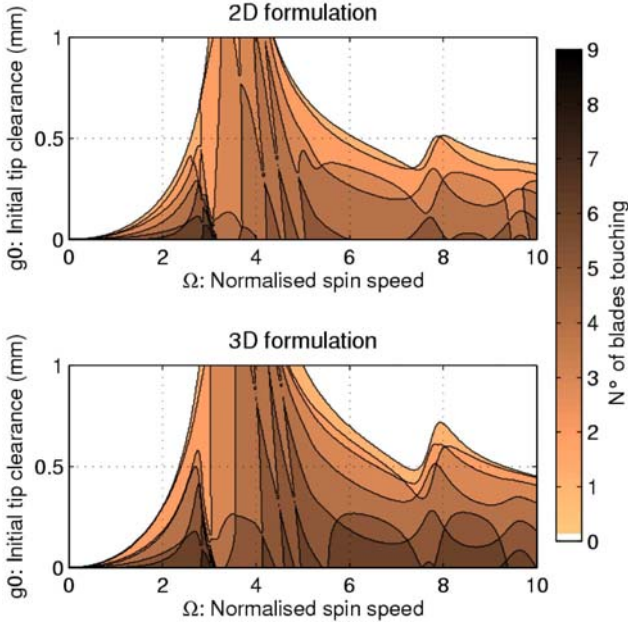 2D formulation
g0: Initial tip clearance (mm)
1
0.5
0
0 2 4 6 8 10
Ω: Normalised spin speed
3D formulation
g0: Initial tip clearance (mm)
1
0.5
0
0 2 4 6 8 10
Ω: Normalised spin speed
9
8
7
6
5
4
3
2
1
0
N° of blades touching